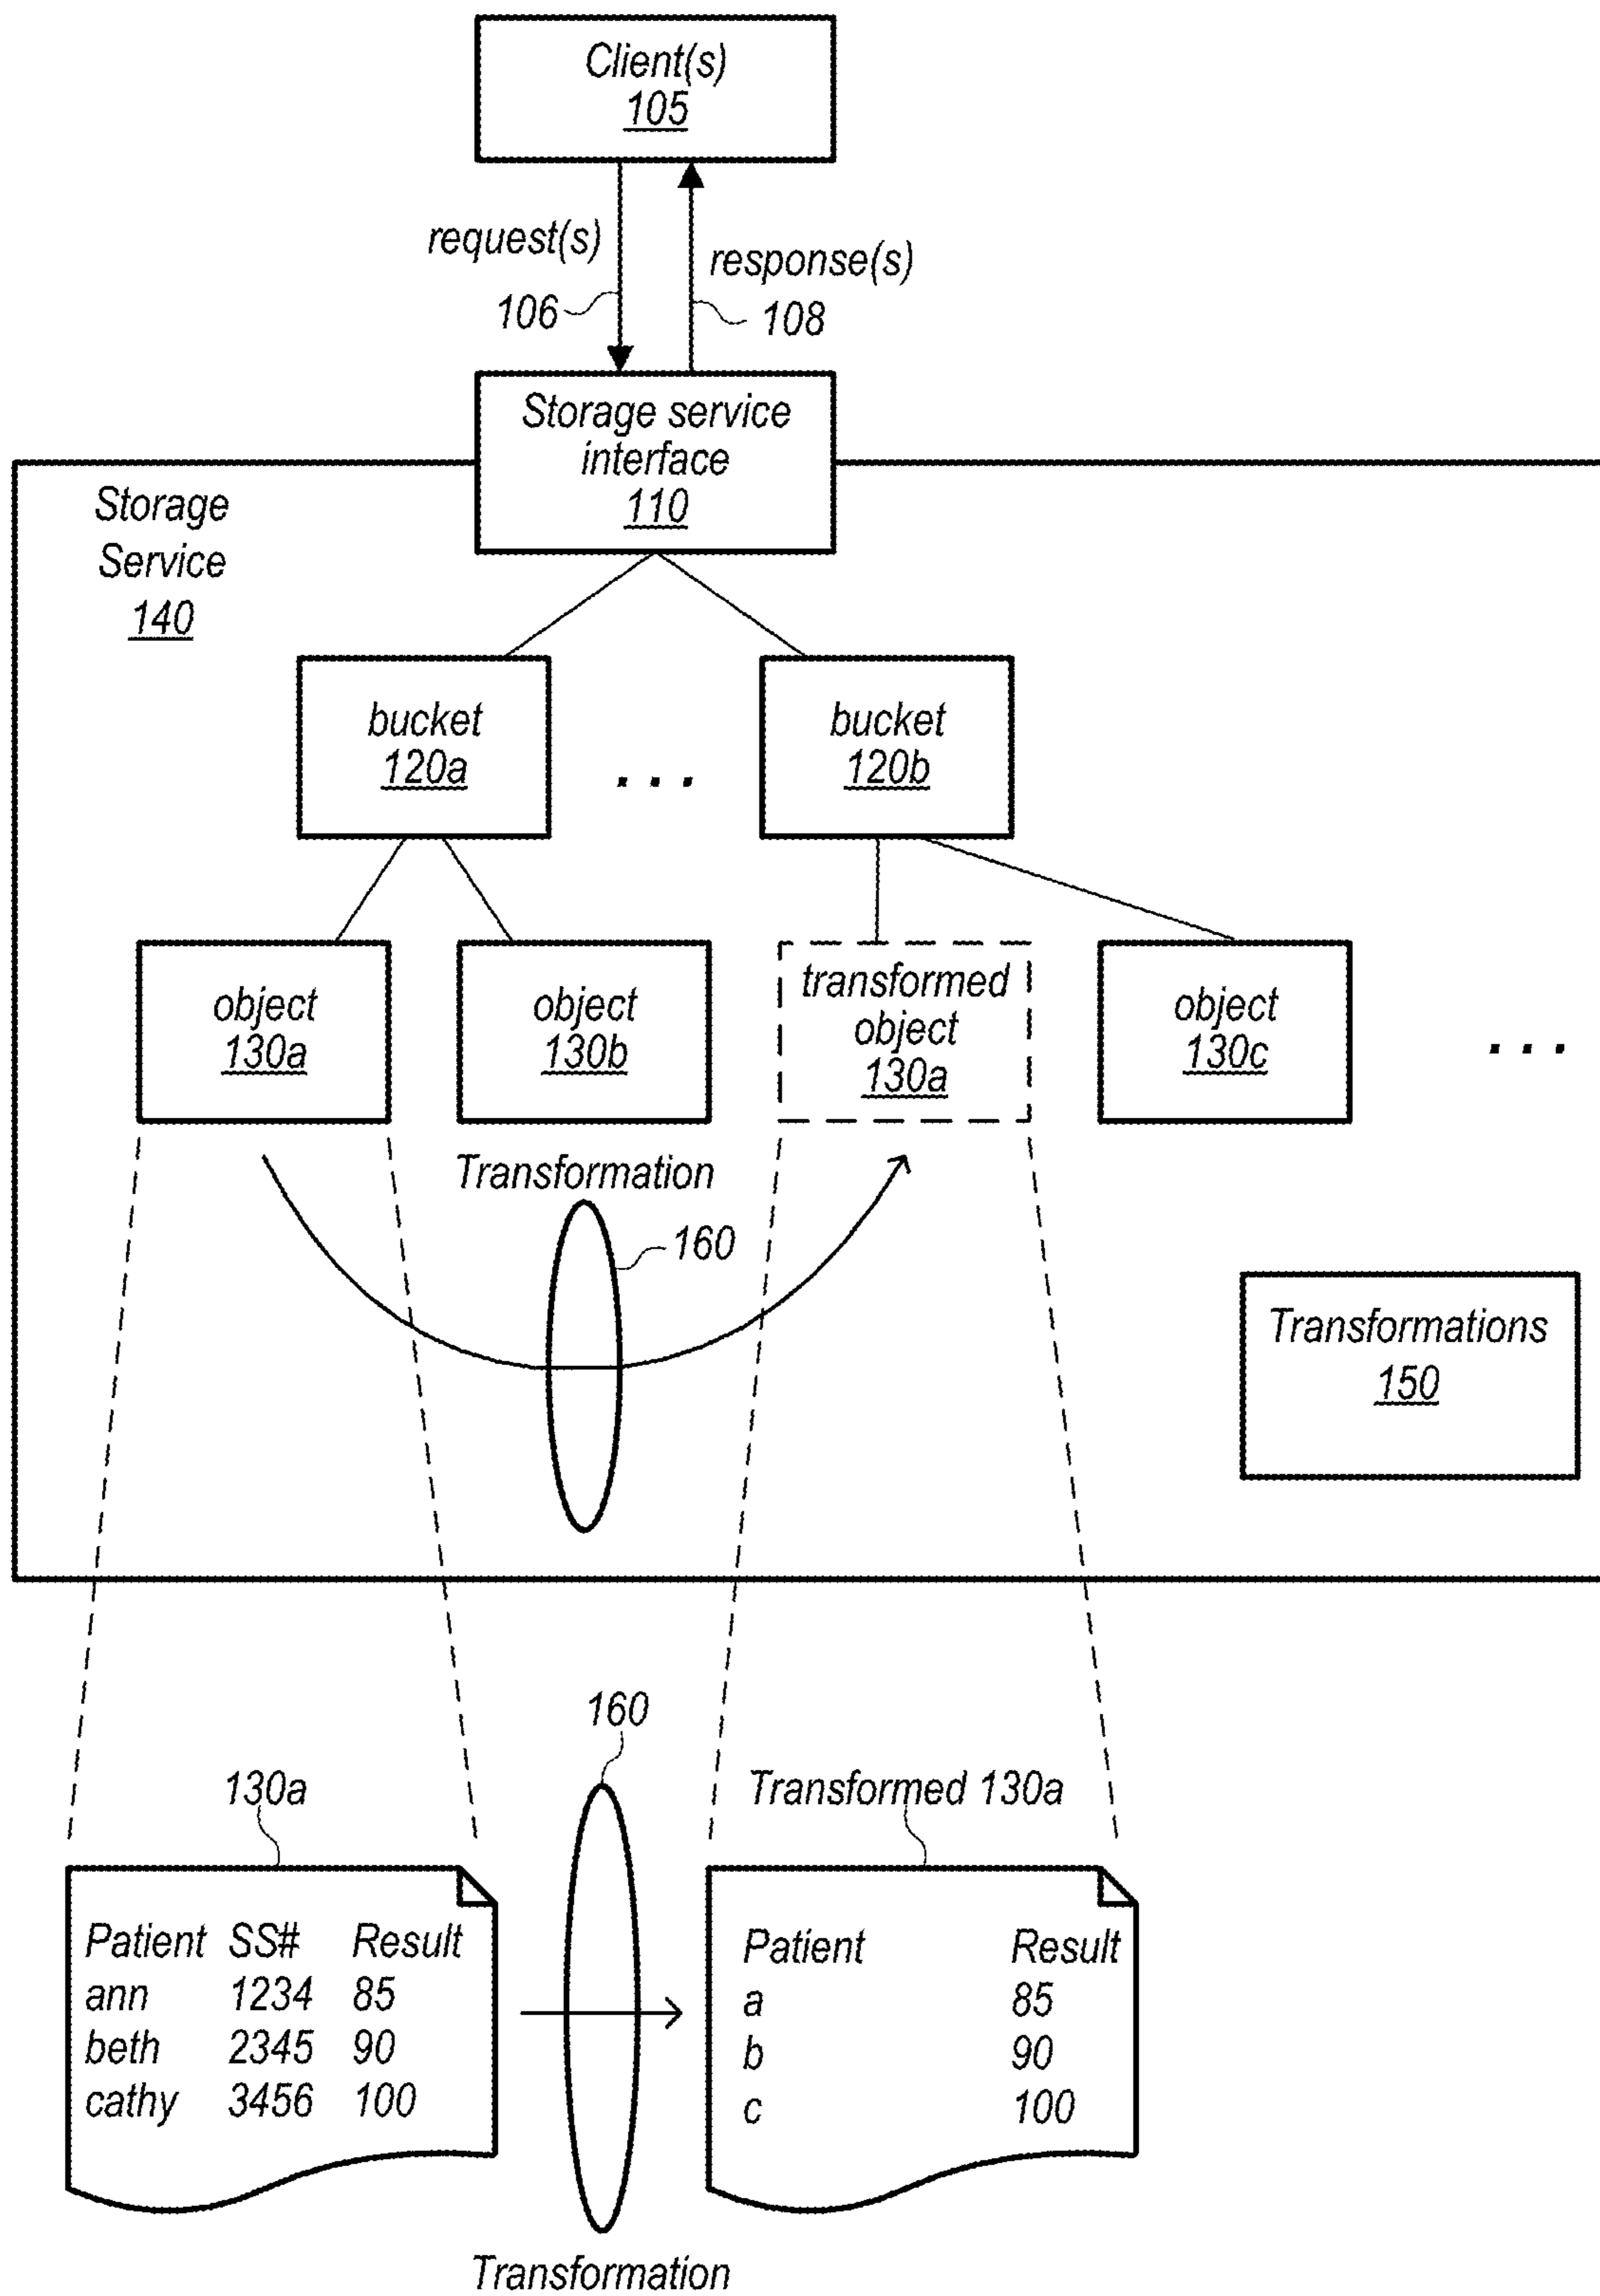 Client(s)
105
request(s)
response(s)
106
108
Storage service
interface
110
Storage
Service
140
bucket
120a
. . .
bucket
120b
object
130a
object
130b
transformed
object
130a
object
130c
. . .
Transformation
160
Transformations
150
160
130a
Transformed 130a
Patient SS# Result
ann 1234 85
beth 2345 90
cathy 3456 100
Patient Result
a 85
b 90
c 100
Transformation